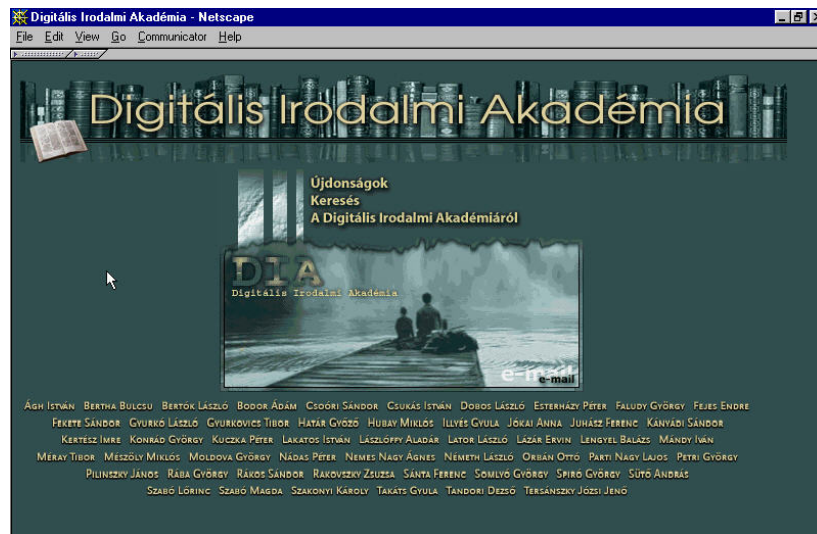 Digitális Irodalmi Akadémia - Netscape
File Edit View Go Communicator Help
Digitális Irodalmi Akadémia
Újdonságok
Keresés
A Digitális Irodalmi Akadémiáról
DIA
Digitális Irodalmi Akadémia
e-mail
e-mail
Ágh István Bertha Bulcsu Bertók László Bodor Ádám Csoóri Sándor Csukás István Dobos László Esterházy Péter Faludy György Fejes Endre
Fekete Sándor Gyurkó László Gyurkovics Tibor Határ Győző Hubay Miklós Illyés Gyula Jókai Anna Juhász Ferenc Kányádi Sándor
Kertész Imre Konrád György Kuczka Péter Lakatos István Lászlóffy Aladár Lator László Lázár Ervin Lengyel Balázs Mándy Iván
Méray Tibor Mészöly Miklós Moldova György Nádas Péter Nemes Nagy Ágnes Németh László Orbán Ottó Parti Nagy Lajos Petri György
Pilinszky János Rába György Rákos Sándor Rakovszky Zsuzsa Sánta Ferenc Somlyó György Spiró György Sütő András
Szabó Lőrinc Szabó Magda Szakonyi Károly Takáts Gyula Tandori Dezső Tersánszky Józsi Jenő